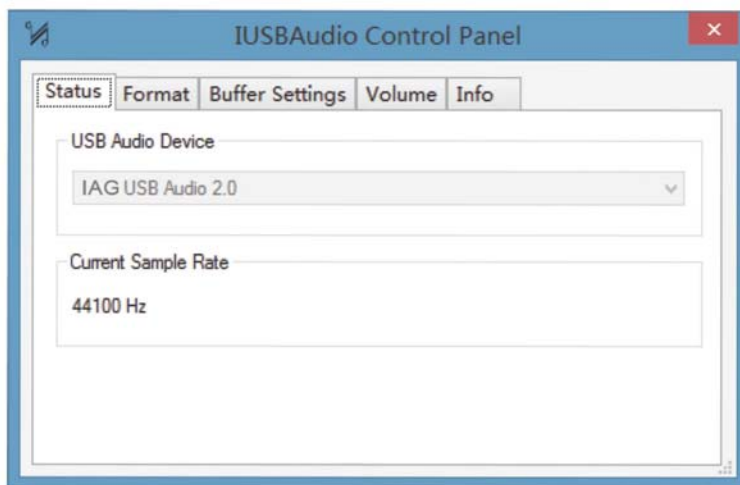 IUSBAudio Control Panel
Status Format Buffer Settings Volume Info
USB Audio Device
IAG USB Audio 2.0
Current Sample Rate
44100 Hz